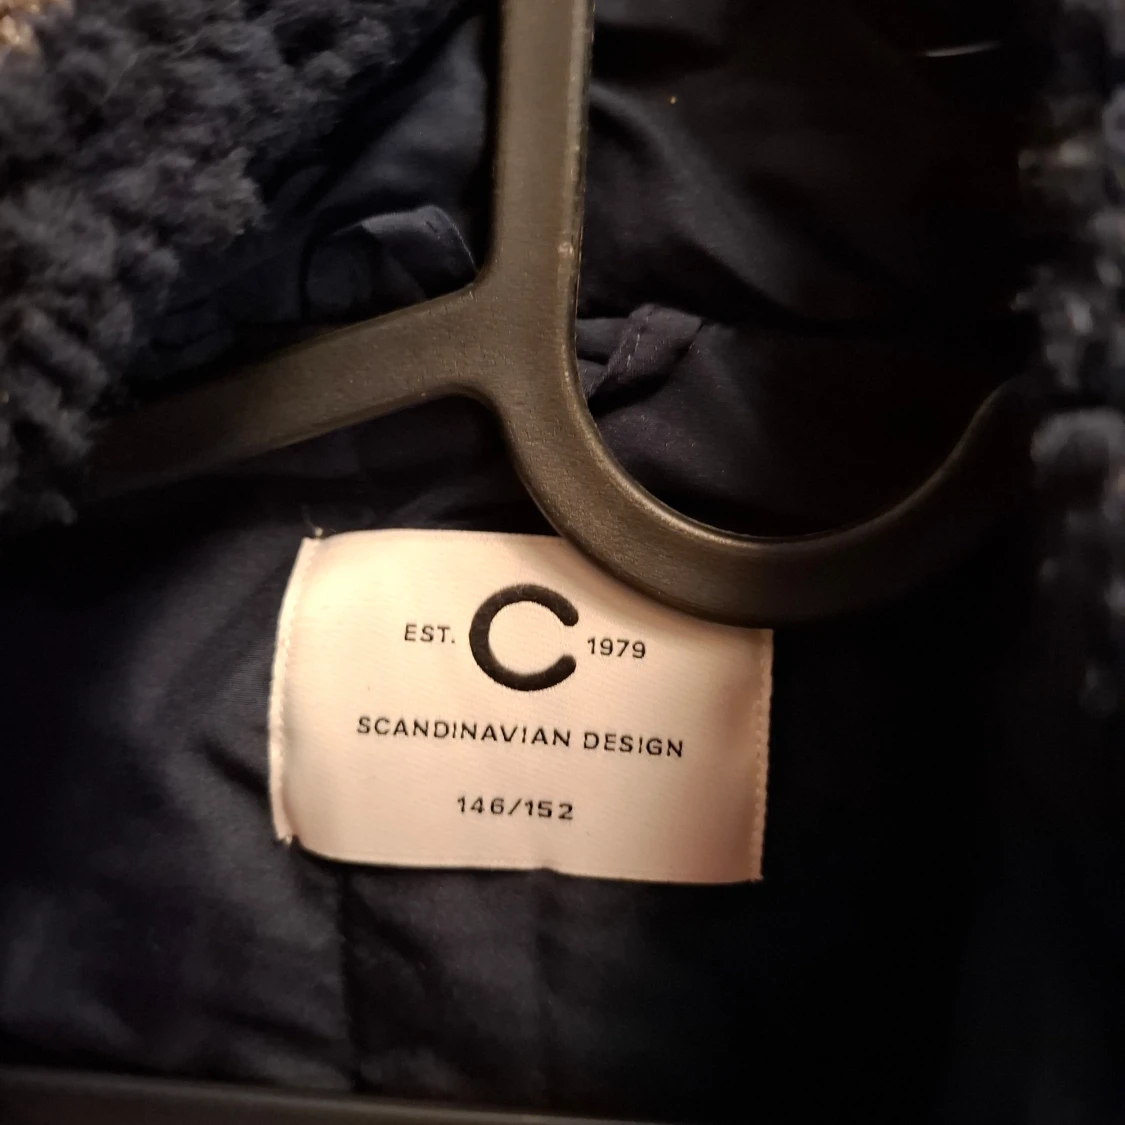 EST. C 1979
SCANDINAVIAN DESIGN
146/152